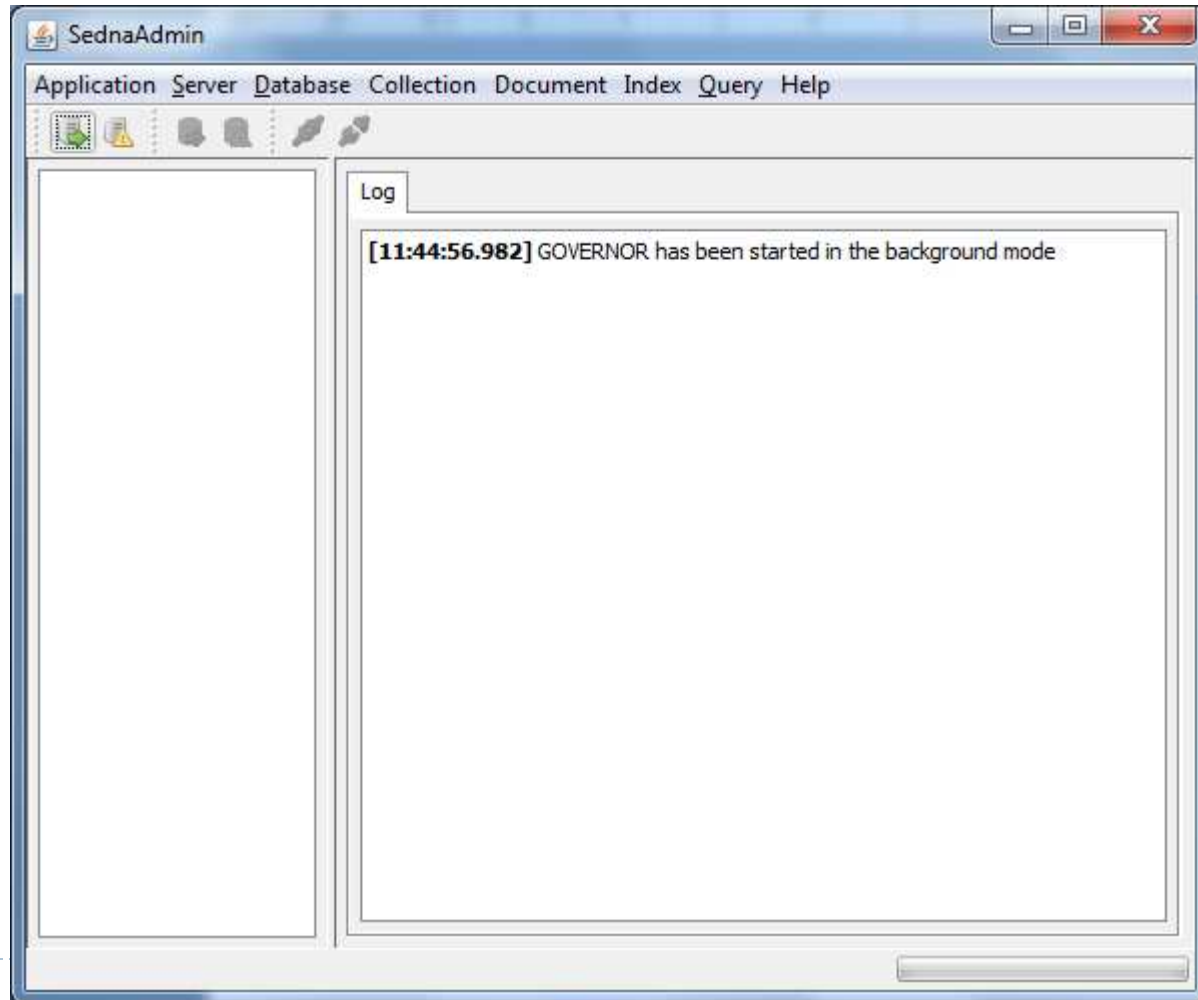 SednaAdmin
Application Server Database Collection Document Index Query Help
Log
[11:44:56.982] GOVERNOR has been started in the background mode